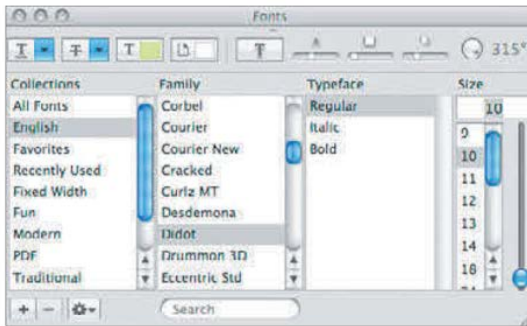 Fonts
T T T T 315°
Collections Family Typeface Size
All Fonts Corbel Regular 10
English Courier Italic 9
Favorites Courier New Bold 10
Recently Used Cracked 11
Fixed Width Curlz MT 12
Fun Desdemona 13
Modern Didot 14
PDF Drummon 3D 18
Traditional Eccentric Std
Search